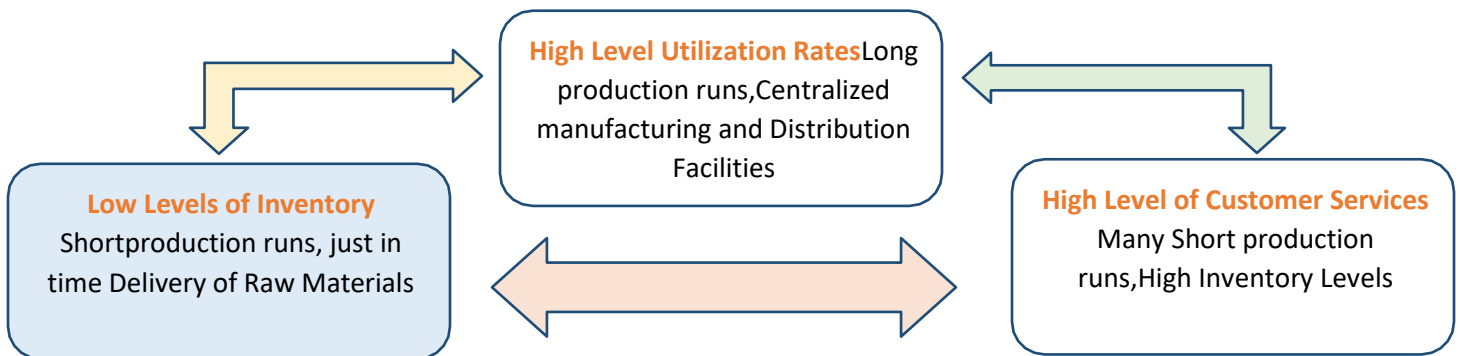 High Level Utilization RatesLong
production runs,Centralized
manufacturing and Distribution
Facilities
Low Levels of Inventory
Shortproduction runs, just in
time Delivery of Raw Materials
High Level of Customer Services
Many Short production
runs,High Inventory Levels